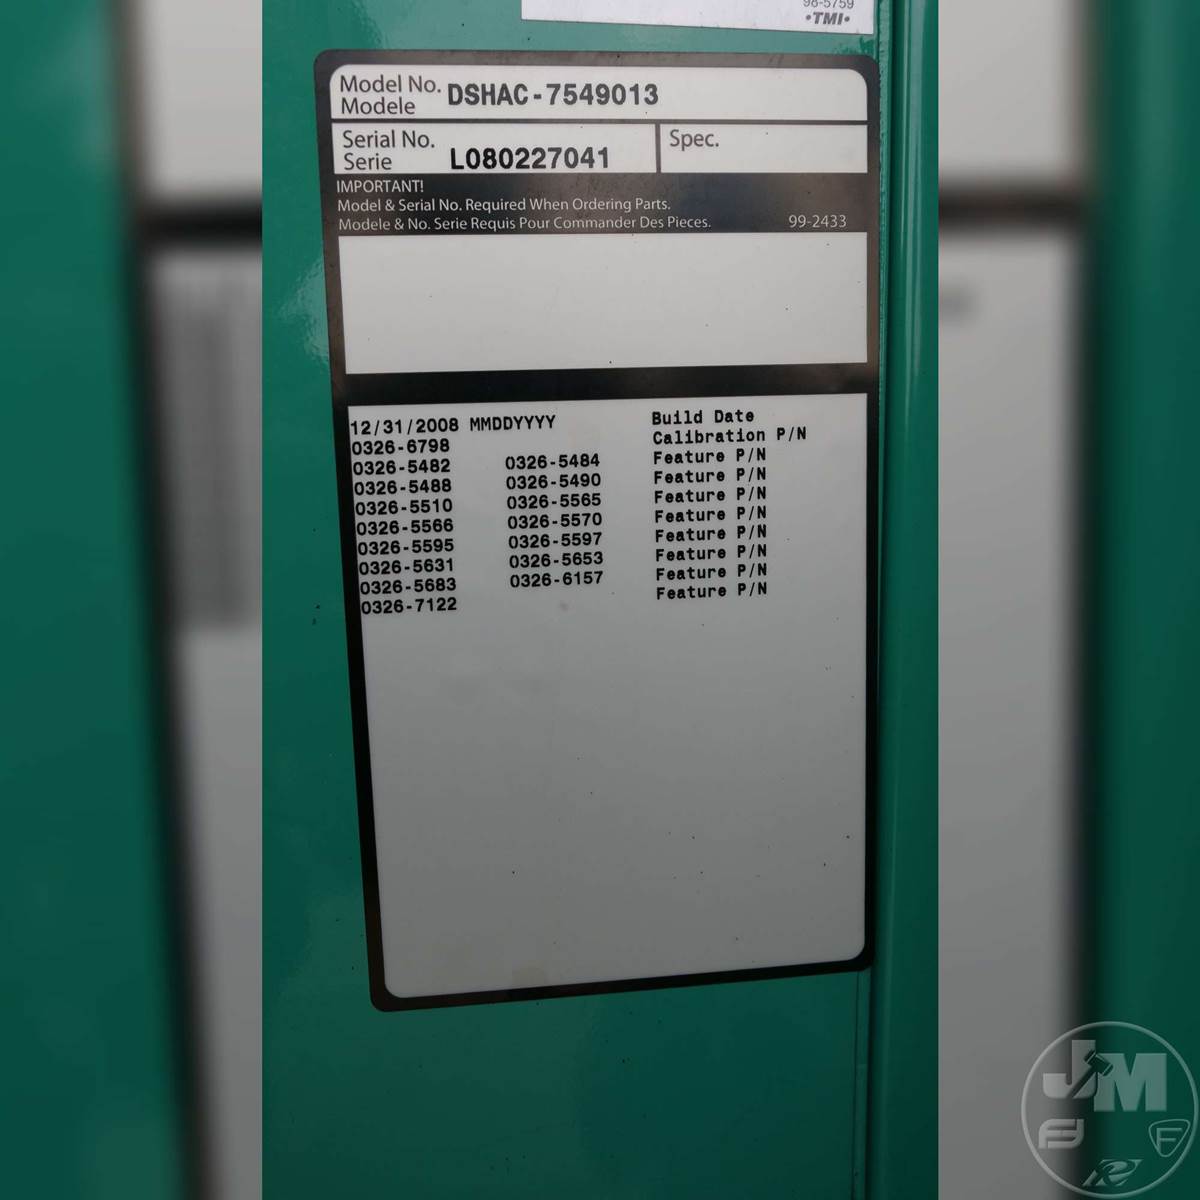 98-5759
•TMI•
Model No. DSHAC-7549013
Modele
Serial No. L080227041
Serie
Spec.
IMPORTANT!
Model & Serial No. Required When Ordering Parts.
Modele & No. Serie Requis Pour Commander Des Pieces. 99-2433
12/31/2008 MMDDYYYY Build Date
0326-6798 Calibration P/N
0326-5482 0326-5484 Feature P/N
0326-5488 0326-5490 Feature P/N
0326-5510 0326-5565 Feature P/N
0326-5566 0326-5570 Feature P/N
0326-5595 0326-5597 Feature P/N
0326-5631 0326-5653 Feature P/N
0326-5683 0326-6157 Feature P/N
0326-7122 Feature P/N
JM